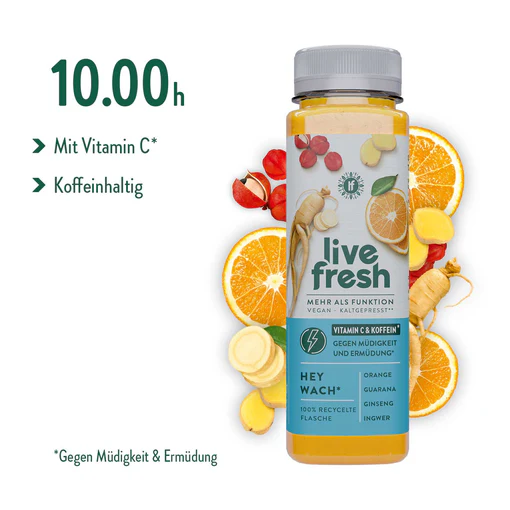 10.00h
Mit Vitamin C*
Koffeinhaltig
lf
live
fresh
MEHR ALS FUNKTION
VEGAN - KALTGEPRESST**
VITAMIN C & KOFFEIN*
GEGEN MÜDIGKEIT
UND ERMÜDUNG*
HEY
WACH*
100% RECYCELTE
FLASCHE
ORANGE
GUARANA
GINSENG
INGWER
*Gegen Müdigkeit & Ermüdung